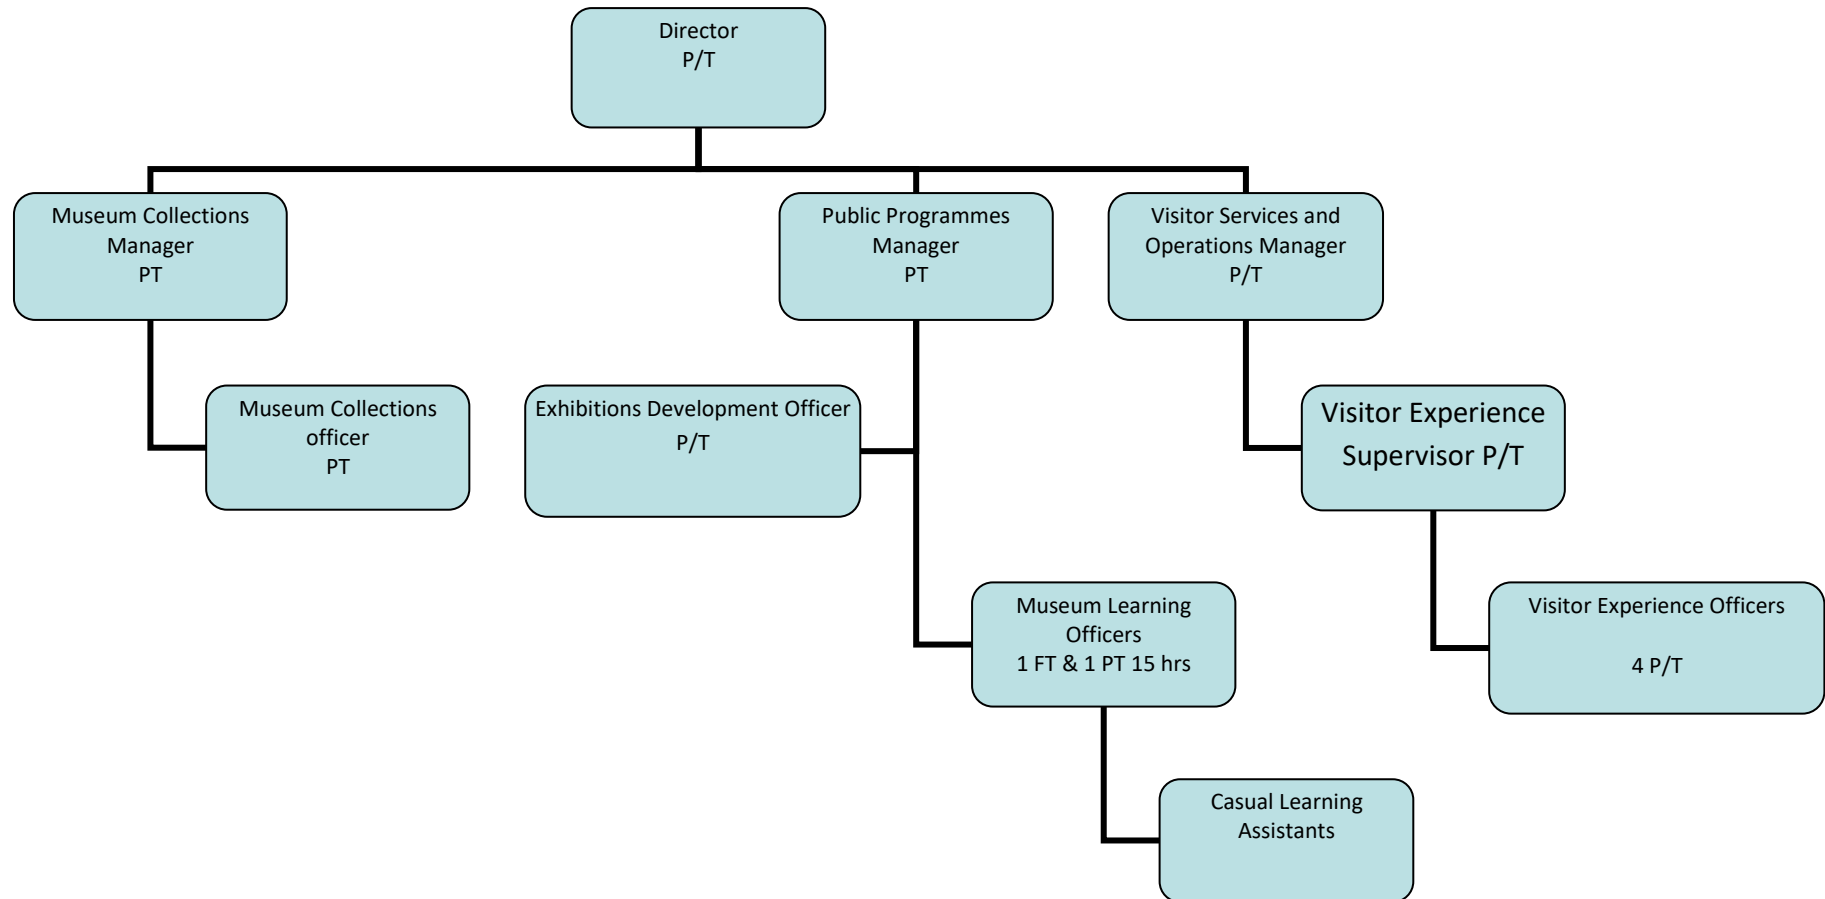 Director
P/T
Museum Collections
Manager
PT
Public Programmes
Manager
PT
Visitor Services and
Operations Manager
P/T
Museum Collections
officer
PT
Exhibitions Development Officer
P/T
Visitor Experience
Supervisor P/T
Museum Learning
Officers
1 FT & 1 PT 15 hrs
Visitor Experience Officers
4 P/T
Casual Learning
Assistants